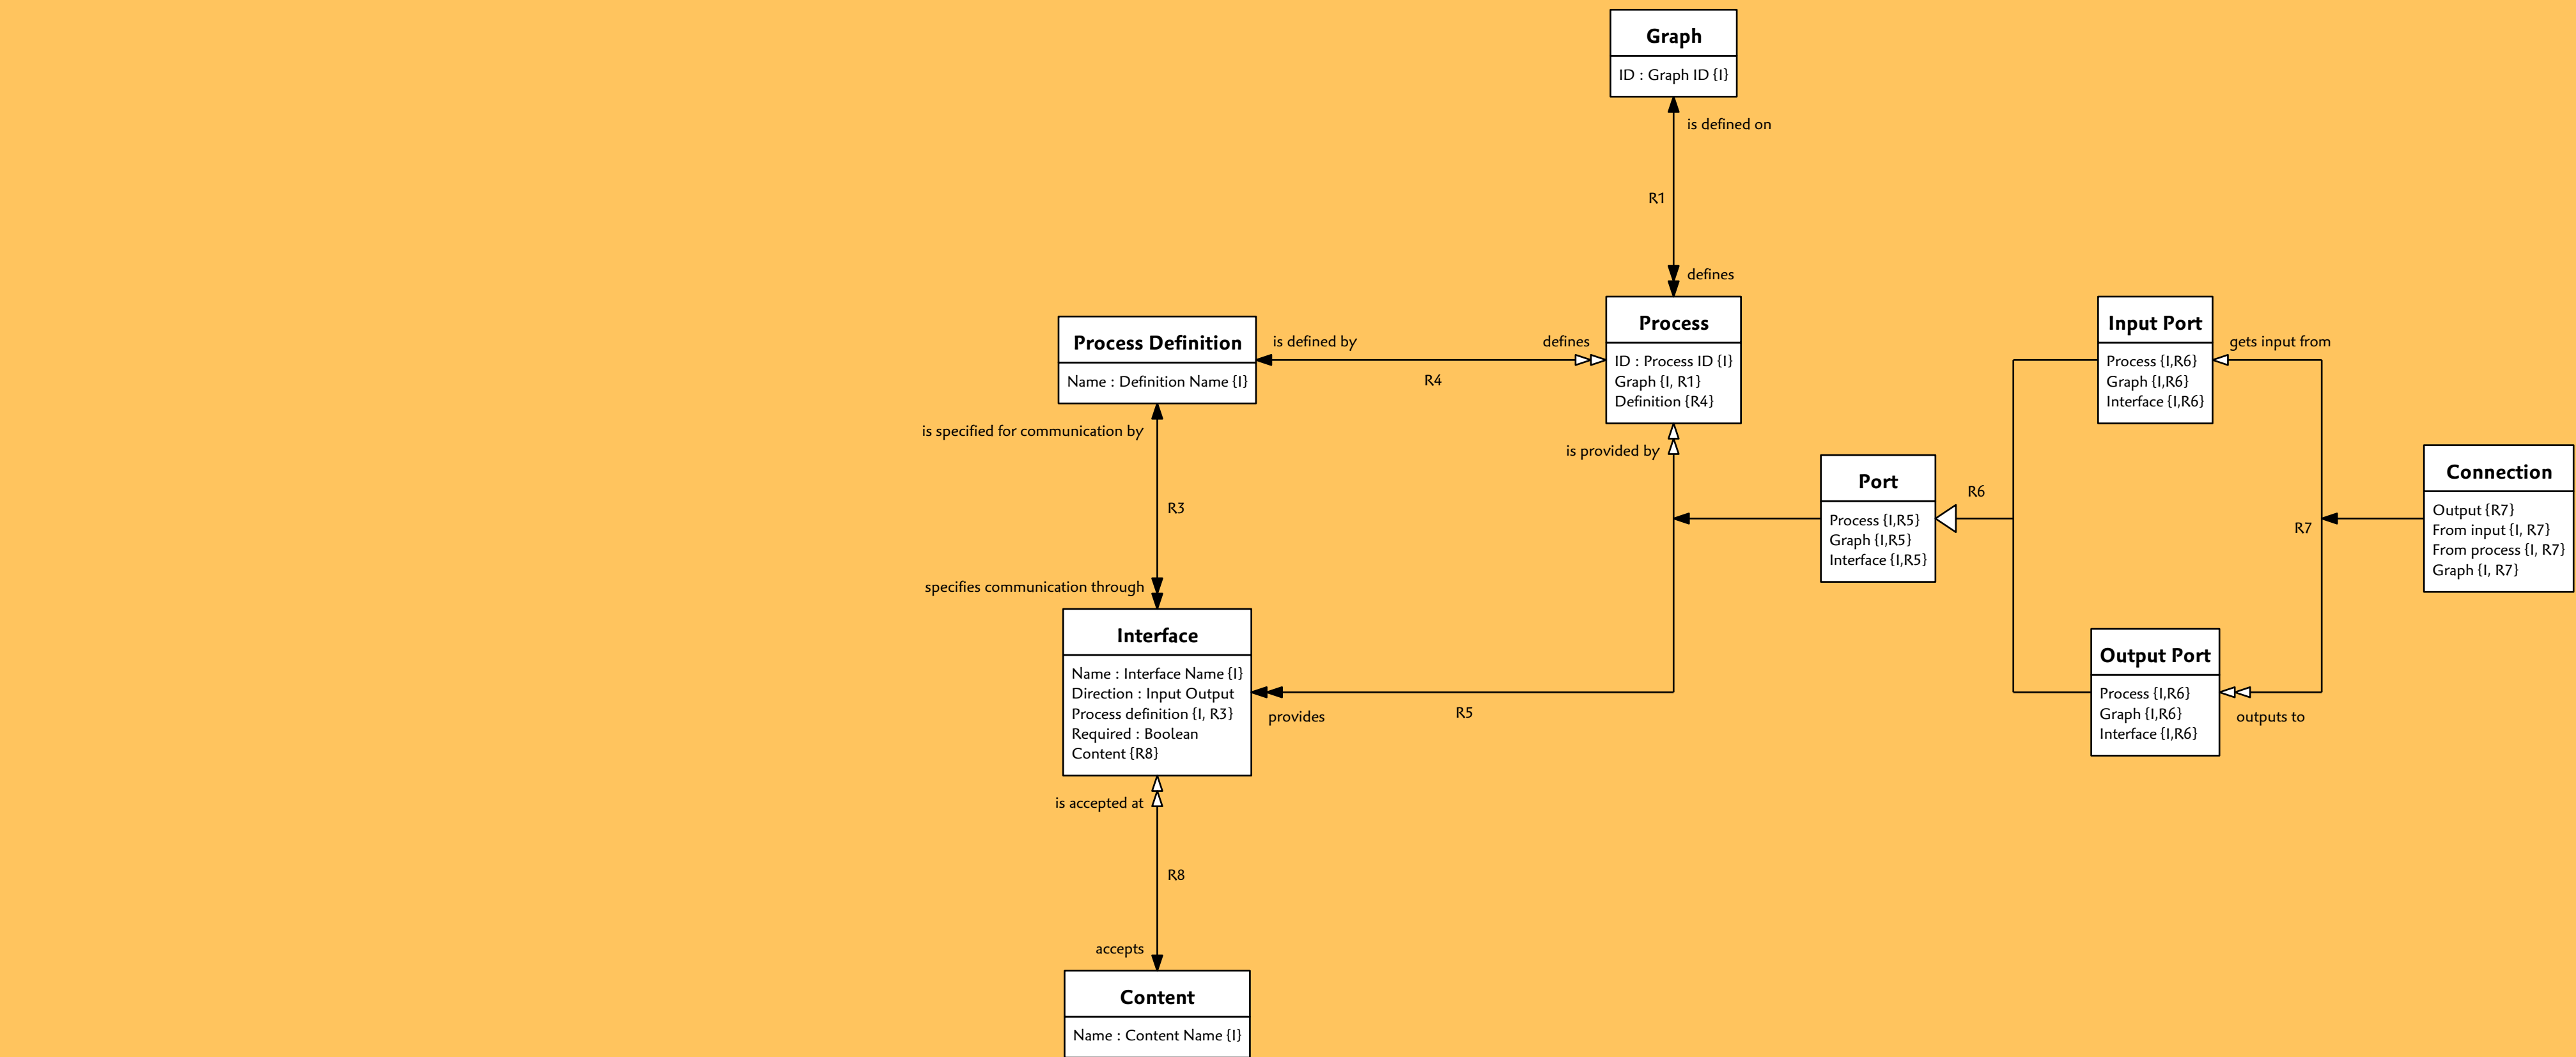 Graph
ID : Graph ID {I}
is defined on
R1
defines
Process
ID : Process ID {I}
Graph {I, R1}
Definition {R4}
Process Definition
Name : Definition Name {I}
is defined by
defines
R4
is specified for communication by
R3
specifies communication through
Interface
Name : Interface Name {I}
Direction : Input Output
Process definition {I, R3}
Required : Boolean
Content {R8}
is provided by
provides
R5
Port
Process {I,R5}
Graph {I,R5}
Interface {I,R5}
R6
Input Port
Process {I,R6}
Graph {I,R6}
Interface {I,R6}
gets input from
R7
Connection
Output {R7}
From input {I, R7}
From process {I, R7}
Graph {I, R7}
Output Port
Process {I,R6}
Graph {I,R6}
Interface {I,R6}
outputs to
is accepted at
R8
accepts
Content
Name : Content Name {I}